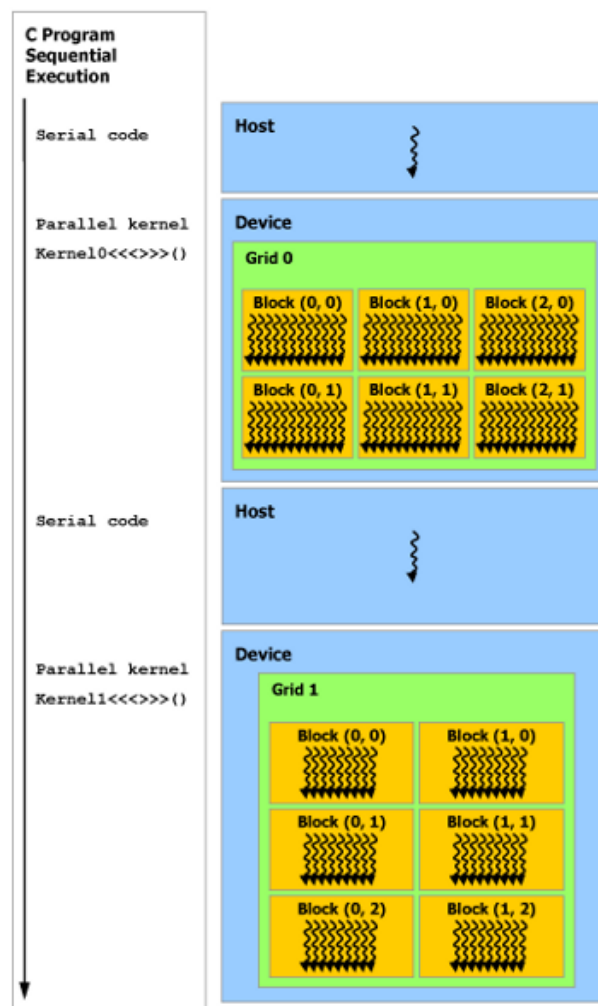 C Program
Sequential
Execution
Serial code
Host
Parallel kernel
Kernel0<<<>>>()
Device
Grid 0
Block (0, 0) Block (1, 0) Block (2, 0)
Block (0, 1) Block (1, 1) Block (2, 1)
Serial code
Host
Parallel kernel
Kernel1<<<>>>()
Device
Grid 1
Block (0, 0) Block (1, 0)
Block (0, 1) Block (1, 1)
Block (0, 2) Block (1, 2)